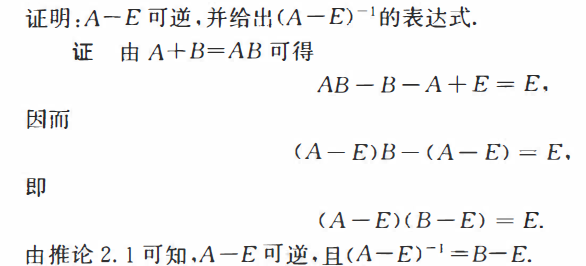 证明:A－E 可逆,并给出(A－E)⁻¹的表达式.
证 由 A＋B＝AB 可得
AB－B－A＋E＝E,
因而
(A－E)B－(A－E)＝E,
即
(A－E)(B－E)＝E.
由推论 2.1 可知,A－E 可逆,且(A－E)⁻¹＝B－E.